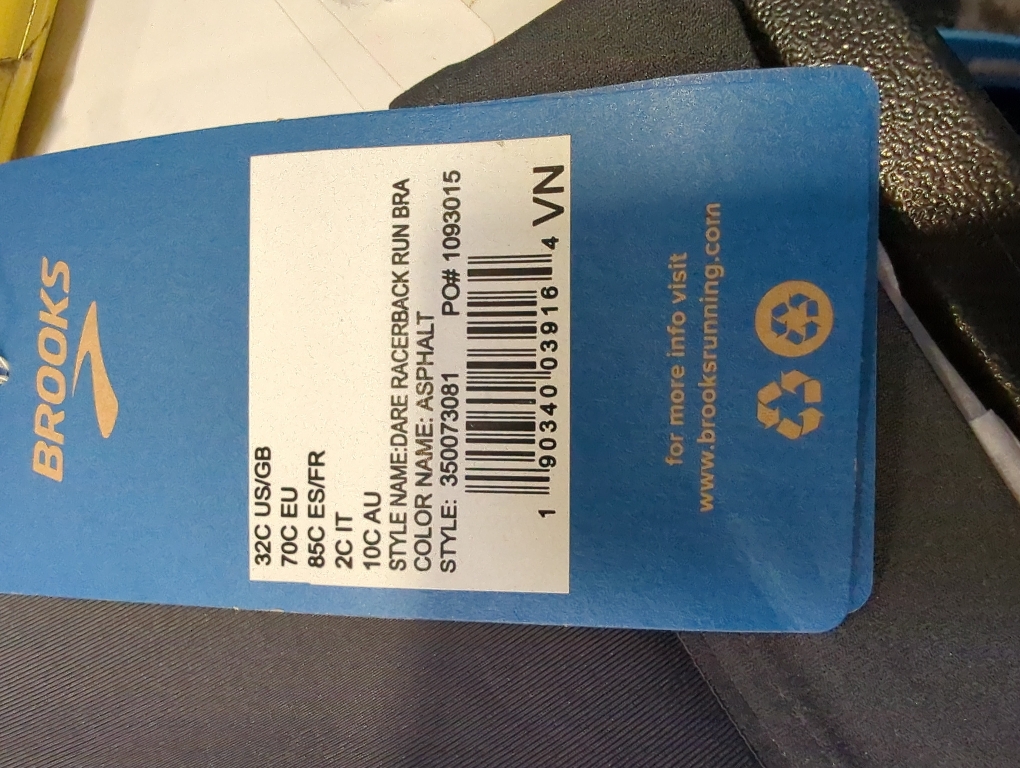 BROOKS
32C US/GB
70C EU
85C ES/FR
2C IT
10C AU
STYLE NAME:DARE RACERBACK RUN BRA
COLOR NAME: ASPHALT
STYLE: 350073081 PO# 1093015
1 90340 03916 4 VN
for more info visit
www.brooksrunning.com